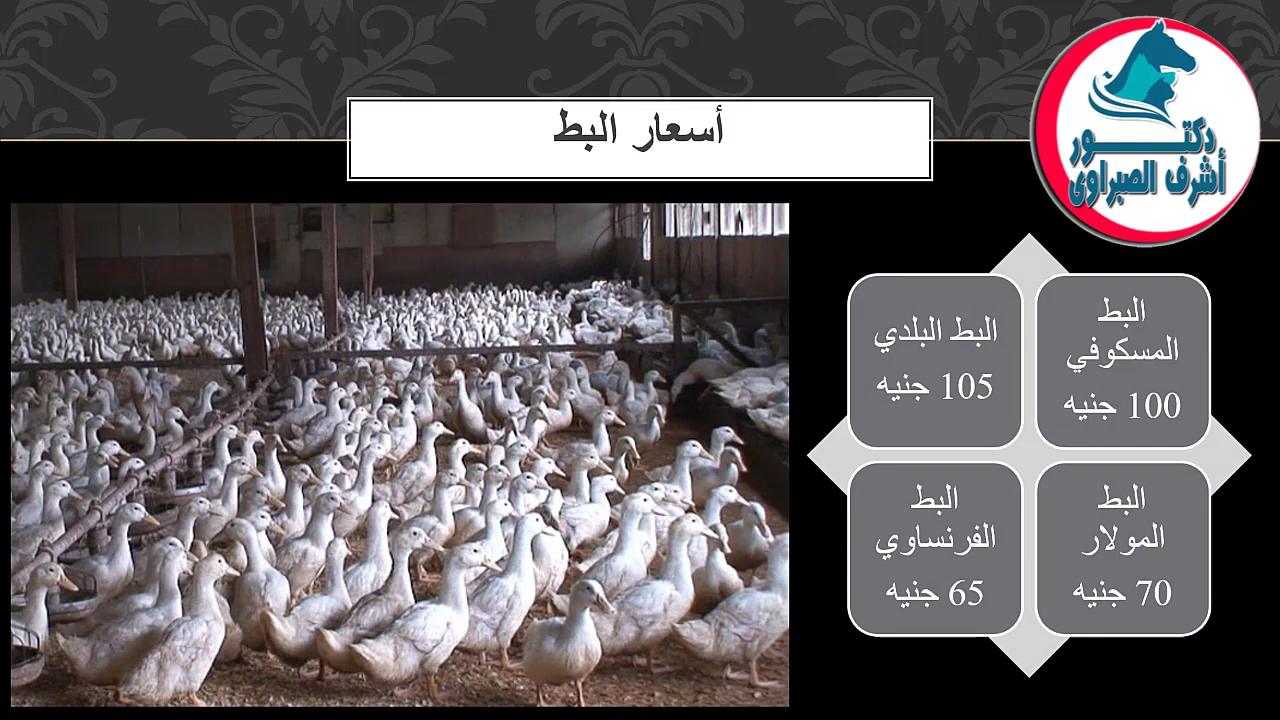 أسعار البط
دكتور
أشرف الصبراوى
البط
المسكوفي
100 جنيه
البط البلدي
105 جنيه
البط
المولار
70 جنيه
البط
الفرنساوي
65 جنيه